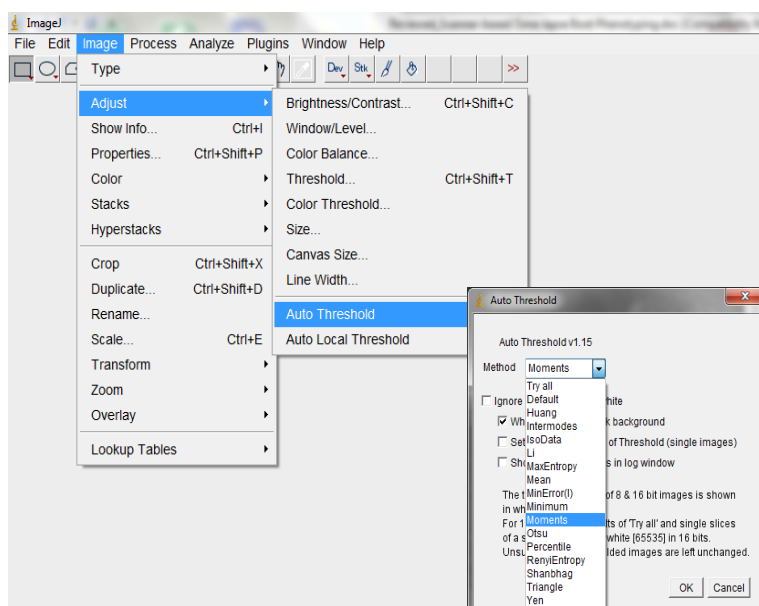 ImageJ
File Edit Image Process Analyze Plugins Window Help
Dev Stk >>
Type
Adjust
Show Info... Ctrl+I
Properties... Ctrl+Shift+P
Color
Stacks
Hyperstacks
Crop Ctrl+Shift+X
Duplicate... Ctrl+Shift+D
Rename...
Scale... Ctrl+E
Transform
Zoom
Overlay
Lookup Tables
Brightness/Contrast... Ctrl+Shift+C
Window/Level...
Color Balance...
Threshold... Ctrl+Shift+T
Color Threshold...
Size...
Canvas Size...
Line Width...
Auto Threshold
Auto Local Threshold
Auto Threshold
Auto Threshold v1.15
Method Moments
Try all
Default
Huang
Intermodes
IsoData
Li
MaxEntropy
Mean
MinError(I)
Minimum
Moments
Otsu
Percentile
RenyiEntropy
Shanbhag
Triangle
Yen
Ignore
background
Set of Threshold (single images)
in log window
The of 8 & 16 bit images is shown
in
For of 'Try all' and single slices
of a white [65535] in 16 bits.
images are left unchanged.
OK Cancel